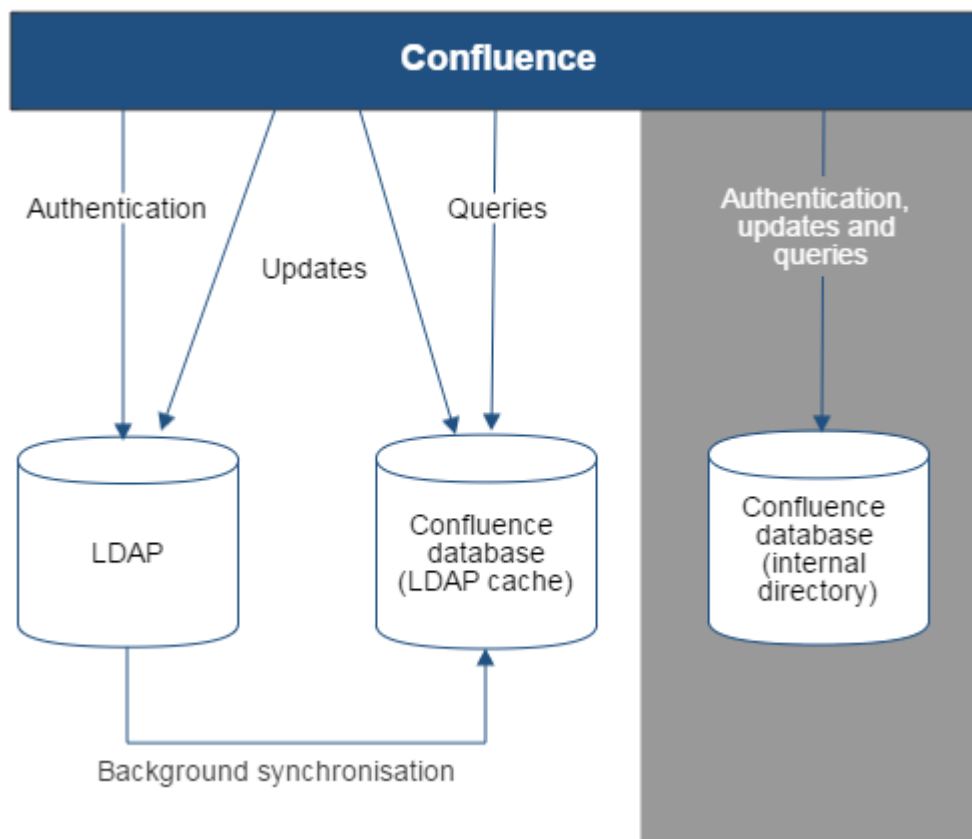 Confluence
Authentication
Queries
Updates
Authentication,
updates and
queries
LDAP
Confluence
database
(LDAP cache)
Confluence
database
(internal
directory)
Background synchronisation